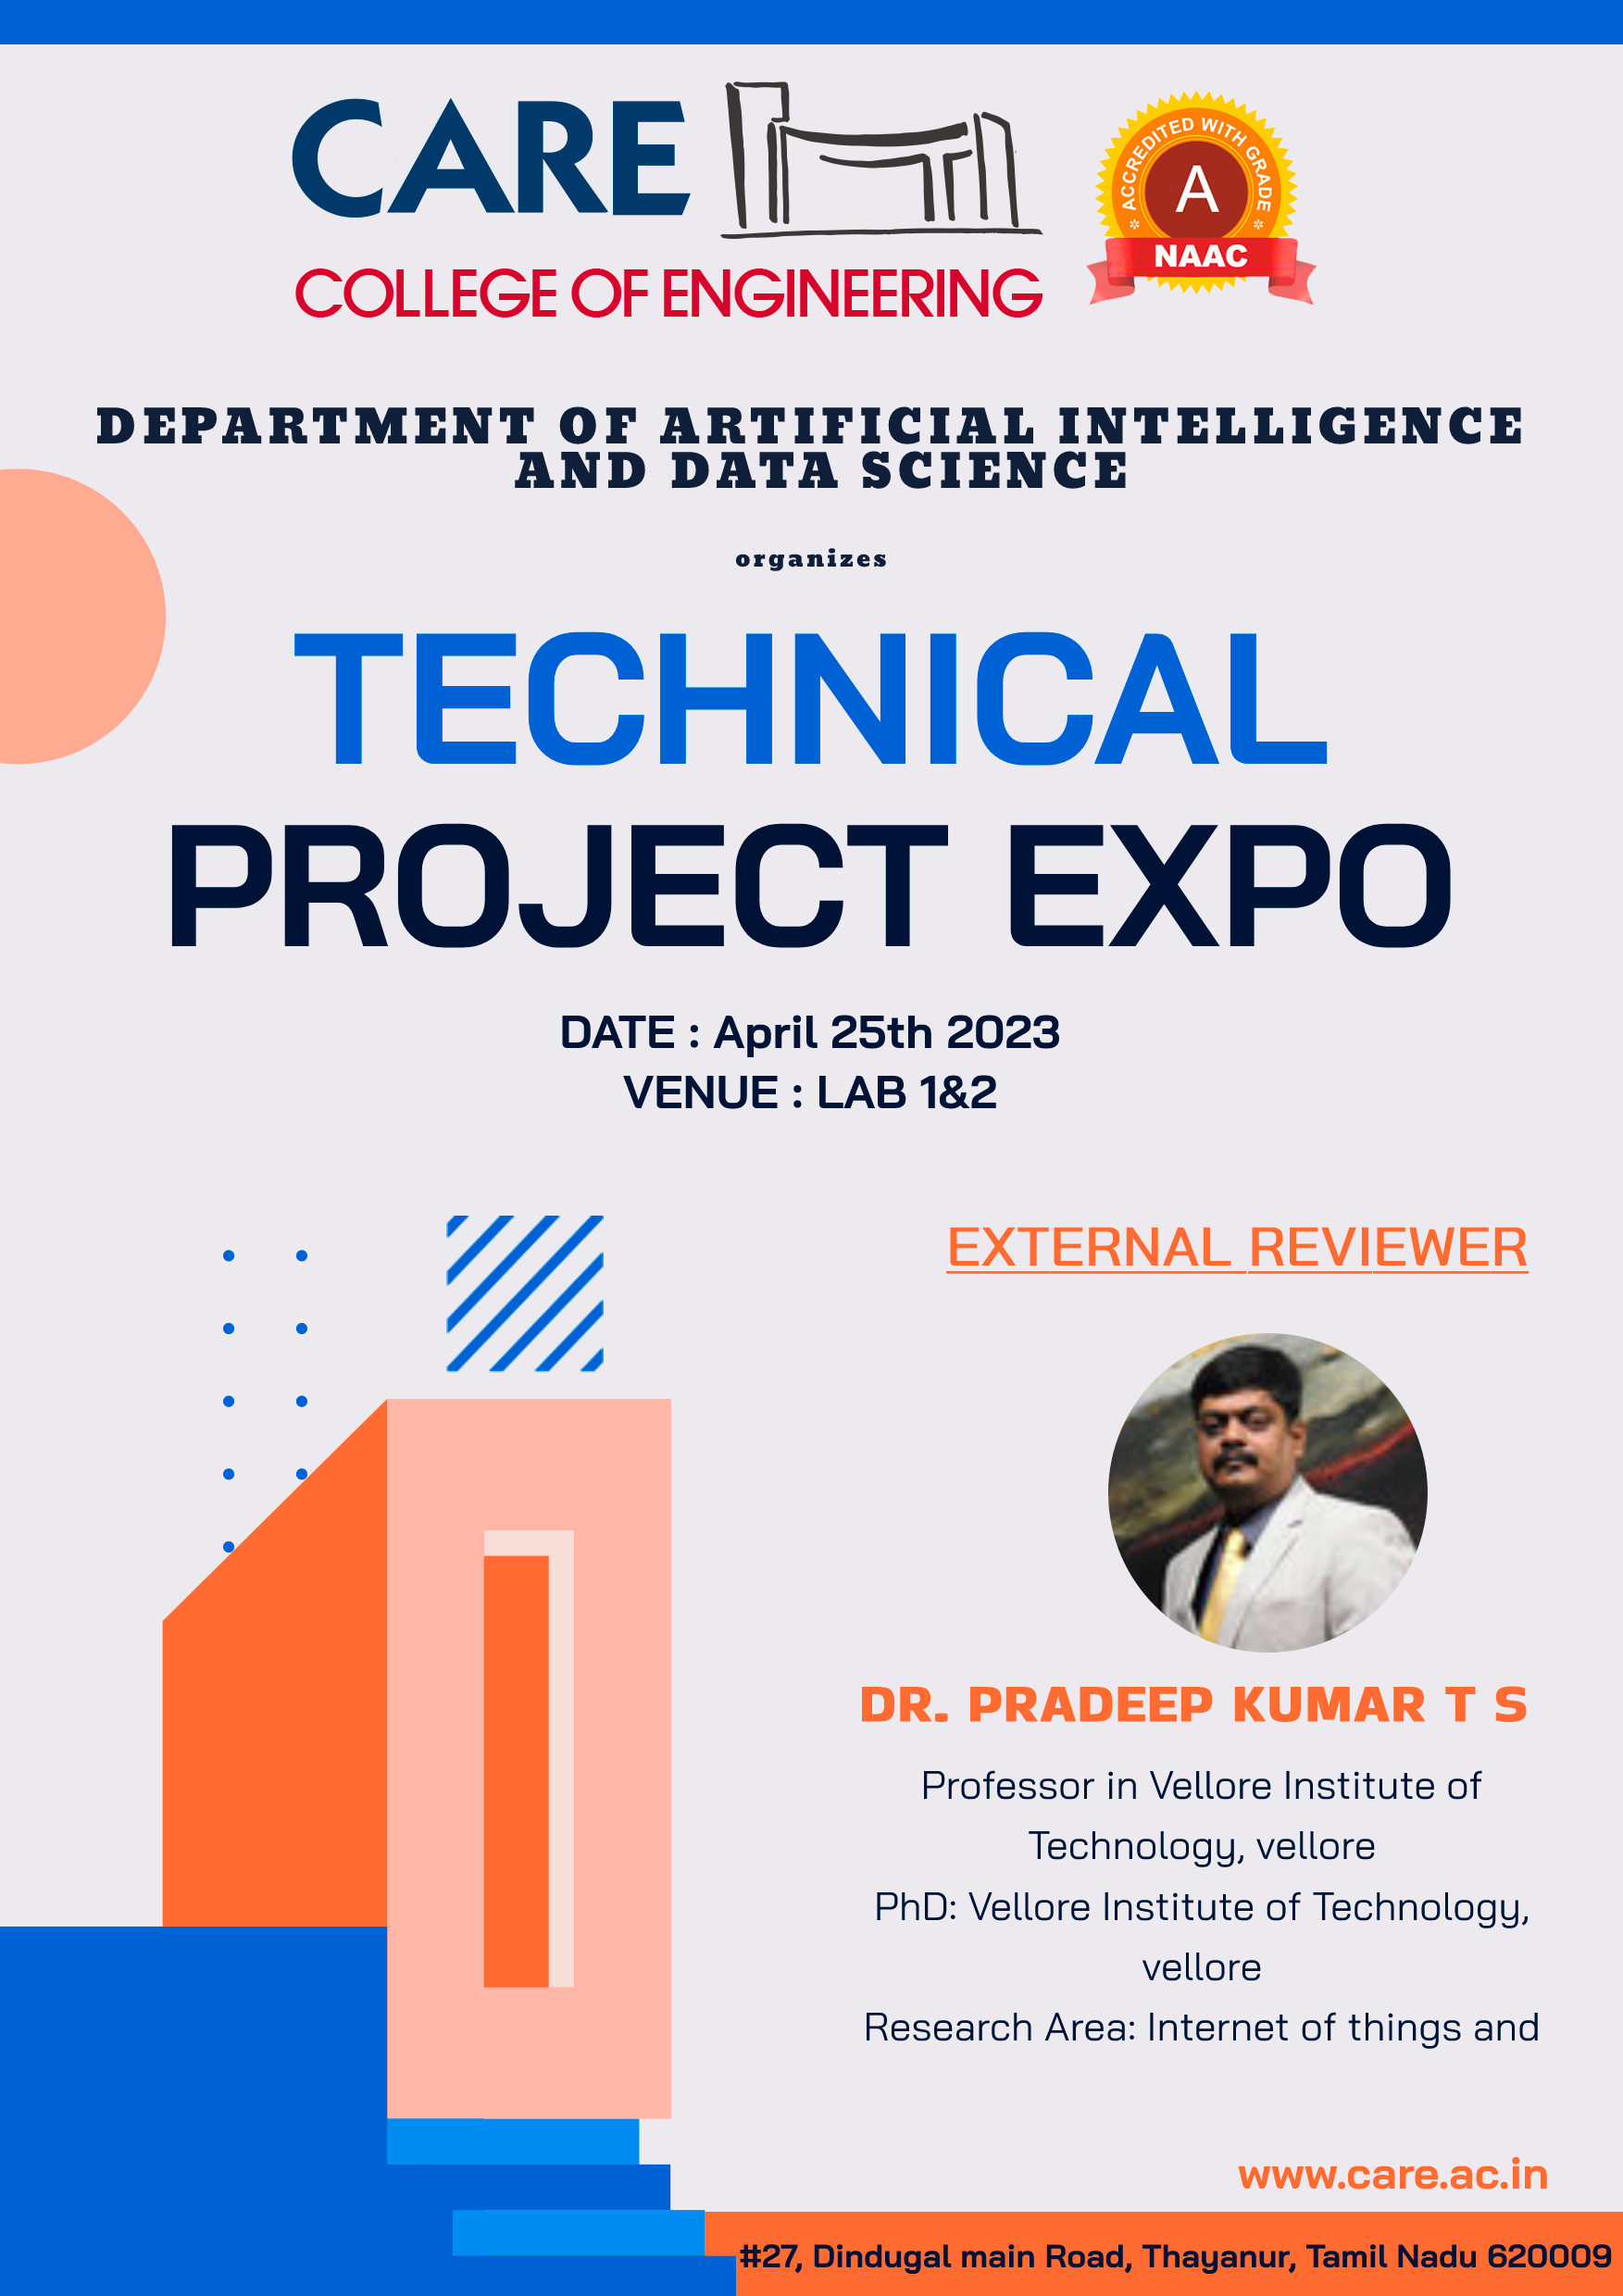 CARE
COLLEGE OF ENGINEERING
ACCREDITED WITH GRADE
A
NAAC
DEPARTMENT OF ARTIFICIAL INTELLIGENCE
AND DATA SCIENCE
organizes
TECHNICAL
PROJECT EXPO
DATE : April 25th 2023
VENUE : LAB 1&2
EXTERNAL REVIEWER
DR. PRADEEP KUMAR T S
Professor in Vellore Institute of
Technology, vellore
PhD: Vellore Institute of Technology,
vellore
Research Area: Internet of things and
www.care.ac.in
#27, Dindugal main Road, Thayanur, Tamil Nadu 620009